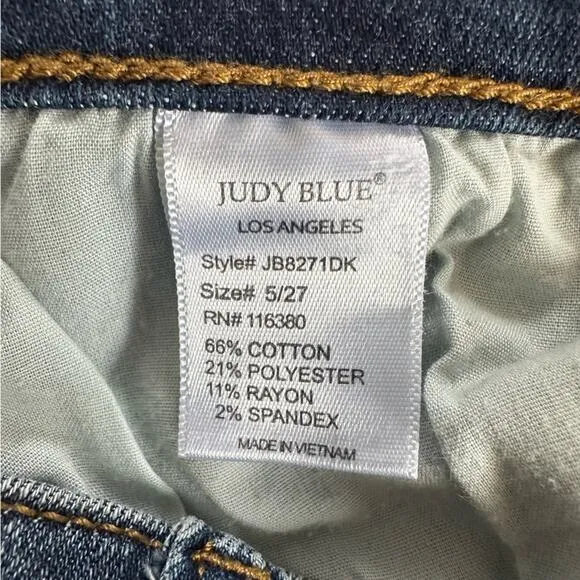 JUDY BLUE®
LOS ANGELES
Style# JB8271DK
Size# 5/27
RN# 116380
66% COTTON
21% POLYESTER
11% RAYON
2% SPANDEX
MADE IN VIETNAM